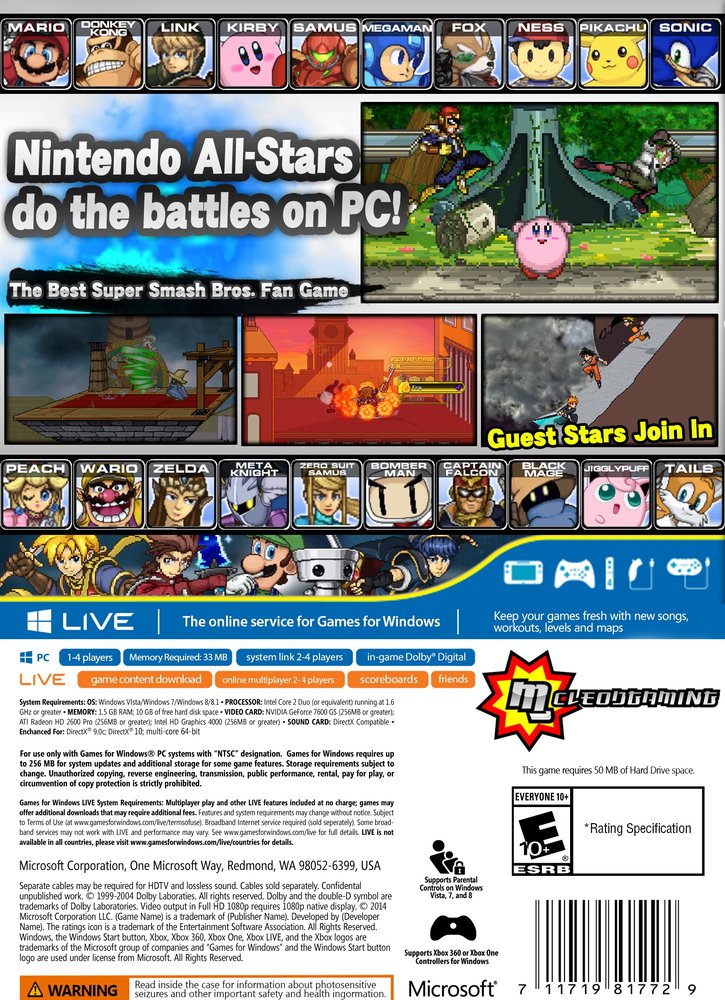 MARIO DONKEY KONG LINK KIRBY SAMUS MEGAMAN FOX NESS PIKACHU SONIC
Nintendo All-Stars
do the battles on PC!
The Best Super Smash Bros. Fan Game
Guest Stars Join In
PEACH WARIO ZELDA META KNIGHT ZERO SUIT SAMUS BOMBER MAN CAPTAIN FALCON BLACK MAGE JIGGLYPUFF TAILS
LIVE
The online service for Games for Windows
Keep your games fresh with new songs,
workouts, levels and maps
PC 1-4 players Memory Required: 33 MB system link 2-4 players in-game Dolby® Digital
LIVE game content download online multiplayer 2- 4 players scoreboards friends
System Requirements: OS: Windows VIsta/Windows 7/Windows 8/8.1 • PROCESSOR: Intel Core 2 Duo (or equivalent) running at 1.6
GHz or greater • MEMORY: 1.5 GB RAM; 10 GB of free hard disk space • VIDEO CARD: NVIDIA GeForce 7600 GS (256MB or greater);
ATI Radeon HD 2600 Pro (256MB or greater); Intel HD Graphics 4000 (256MB or greater) • SOUND CARD: DirectX Compatible •
Enchanced For: DirectX® 9.0c; DirectX® 10; multi-core 64-bit
For use only with Games for Windows® PC systems with "NTSC" designation. Games for Windows requires up
to 256 MB for system updates and additional storage for some game features. Storage requirements subject to
change. Unauthorized copying, reverse engineering, transmission, public performance, rental, pay for play, or
circumvention of copy protection is strictly prohibited.
Games for Windows LIVE System Requirements: Multiplayer play and other LIVE features included at no charge; games may
offer additional downloads that may require additional fees. Features and system requirements may change without notice. Subject
to Terms of Use (at www.gamesforwindows.com/live/termsofuse). Broadband Internet service required (sold seperately). Some broad-
band services may not work with LIVE and performance may vary. See www.gamesforwindows.com/live for full details. LIVE is not
available in all countries, please visit www.gamesforwindows.com/live/countries for details.
Microsoft Corporation, One Microsoft Way, Redmond, WA 98052-6399, USA
Separate cables may be required for HDTV and lossless sound. Cables sold separately. Confidential
unpublished work. © 1999-2004 Dolby Laboraties. All rights reserved. Dolby and the double-D symbol are
trademarks of Dolby Laboratories. Video output in Full HD 1080p requires 1080p native display. © 2014
Microsoft Corporation LLC. (Game Name) is a trademark of (Publisher Name). Developed by (Developer
Name). The ratings icon is a trademark of the Entertainment Software Association. All Rights Reserved.
Windows, the Windows Start button, Xbox, Xbox 360, Xbox One, Xbox LIVE, and the Xbox logos are
trademarks of the Microsoft group of companies and "Games for Windows" and the Windows Start button
logo are used under license from Microsoft. All Rights Reserved.
WARNING
Read inside the case for information about photosensitive
seizures and other important safety and health ingormation.
MCLEODGAMING
This game requires 50 MB of Hard Drive space.
EVERYONE 10+
E
10+
®
ESRB
*Rating Specification
Supports Parental
Controls on Windows
Vista, 7, and 8
Supports Xbox 360 or Xbox One
Controllers for Windows
Microsoft®
7 11719 81772 9